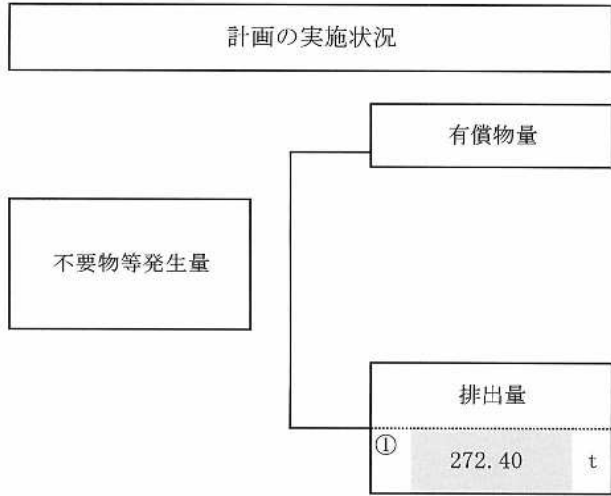 計画の実施状況
有償物量
不要物等発生量
排出量
① 272.40 t